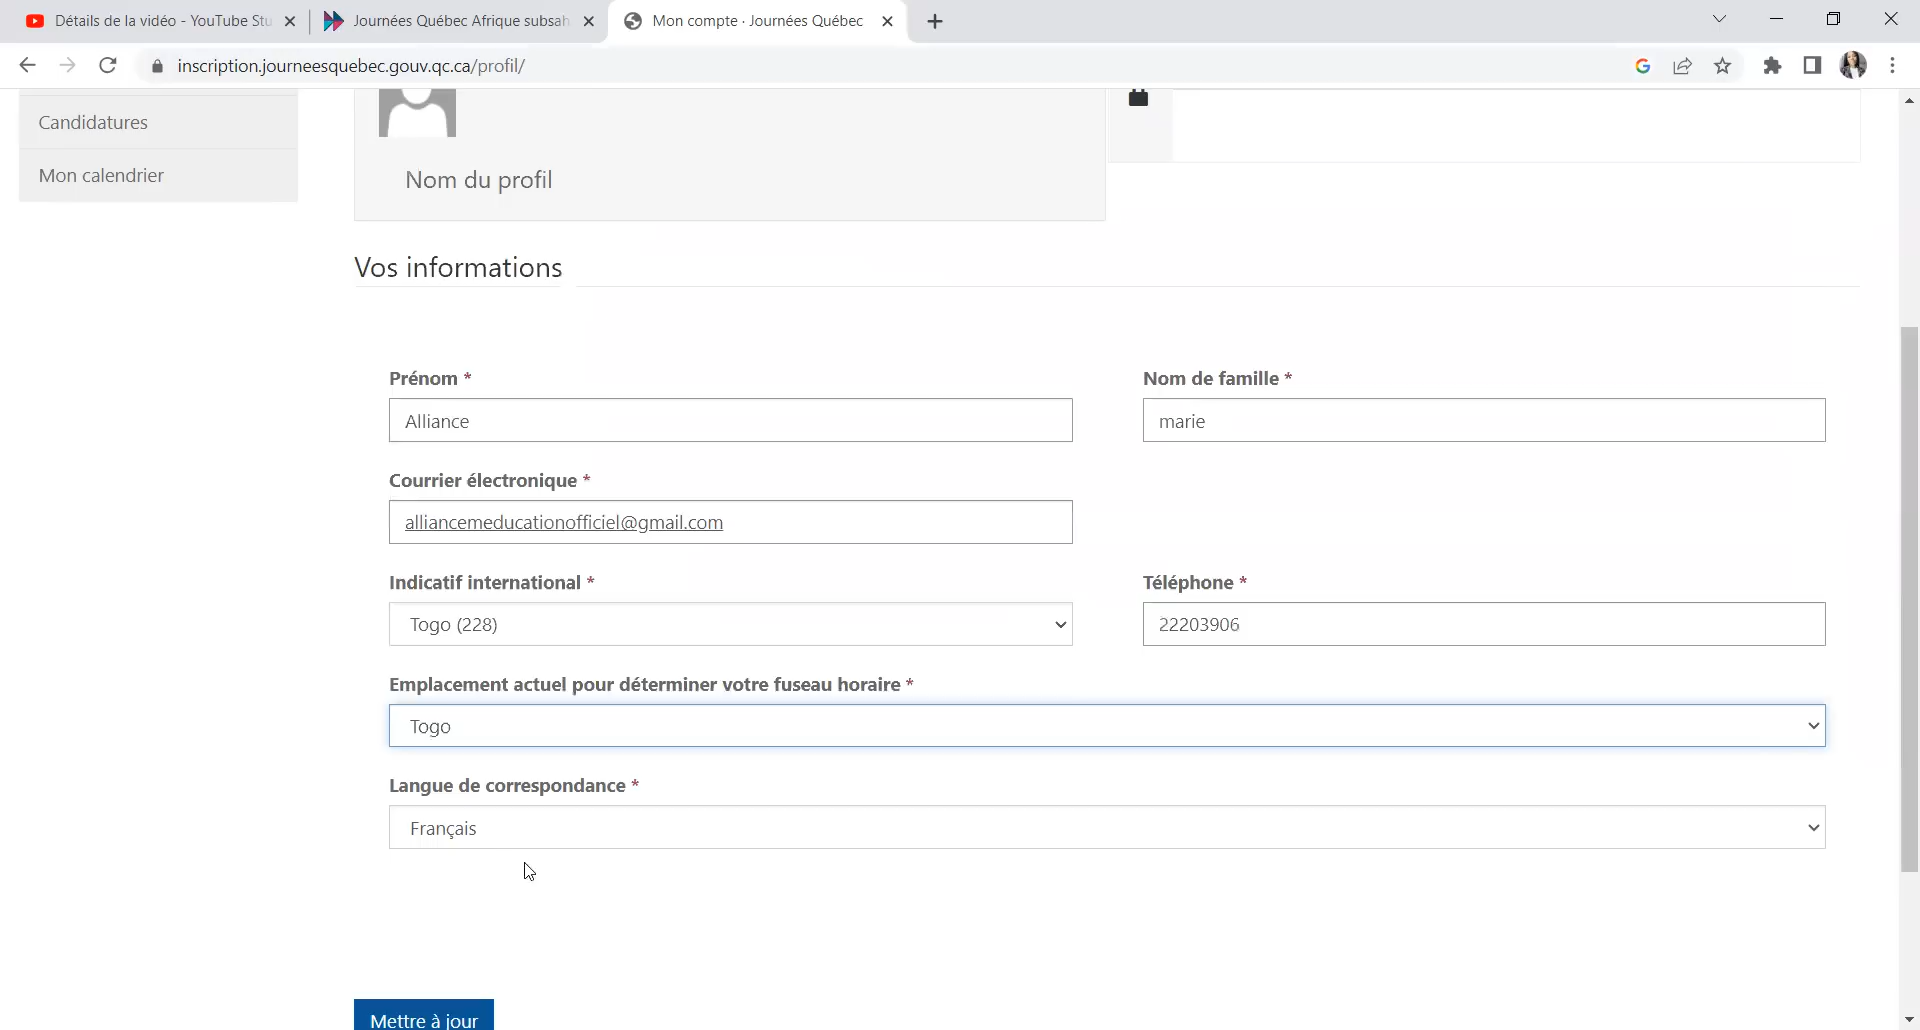 Détails de la vidéo - YouTube Stu
Journées Québec Afrique subsah
Mon compte · Journées Québec
inscription.journeesquebec.gouv.qc.ca/profil/
Candidatures
Mon calendrier
Nom du profil
Vos informations
Prénom *
Nom de famille *
Alliance
marie
Courrier électronique *
alliancemeducationofficiel@gmail.com
Indicatif international *
Téléphone *
Togo (228)
22203906
Emplacement actuel pour déterminer votre fuseau horaire *
Togo
Langue de correspondance *
Français
Mettre à jour